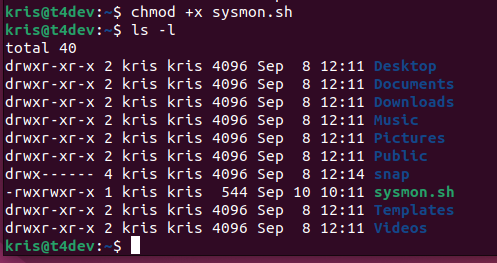 kris@t4dev:~$ chmod +x sysmon.sh
kris@t4dev:~$ ls -l
total 40
drwxr-xr-x 2 kris kris 4096 Sep  8 12:11 Desktop
drwxr-xr-x 2 kris kris 4096 Sep  8 12:11 Documents
drwxr-xr-x 2 kris kris 4096 Sep  8 12:11 Downloads
drwxr-xr-x 2 kris kris 4096 Sep  8 12:11 Music
drwxr-xr-x 2 kris kris 4096 Sep  8 12:11 Pictures
drwxr-xr-x 2 kris kris 4096 Sep  8 12:11 Public
drwx------ 4 kris kris 4096 Sep  8 12:14 snap
-rwxrwxr-x 1 kris kris  544 Sep 10 10:11 sysmon.sh
drwxr-xr-x 2 kris kris 4096 Sep  8 12:11 Templates
drwxr-xr-x 2 kris kris 4096 Sep  8 12:11 Videos
kris@t4dev:~$